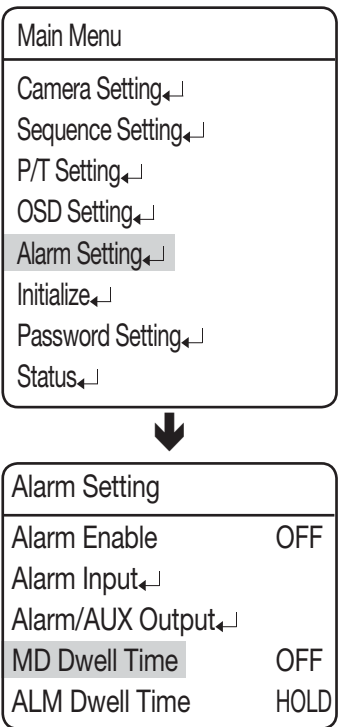 Main Menu
Camera Setting↵
Sequence Setting↵
P/T Setting↵
OSD Setting↵
Alarm Setting↵
Initialize↵
Password Setting↵
Status↵
Alarm Setting
Alarm Enable OFF
Alarm Input↵
Alarm/AUX Output↵
MD Dwell Time OFF
ALM Dwell Time HOLD